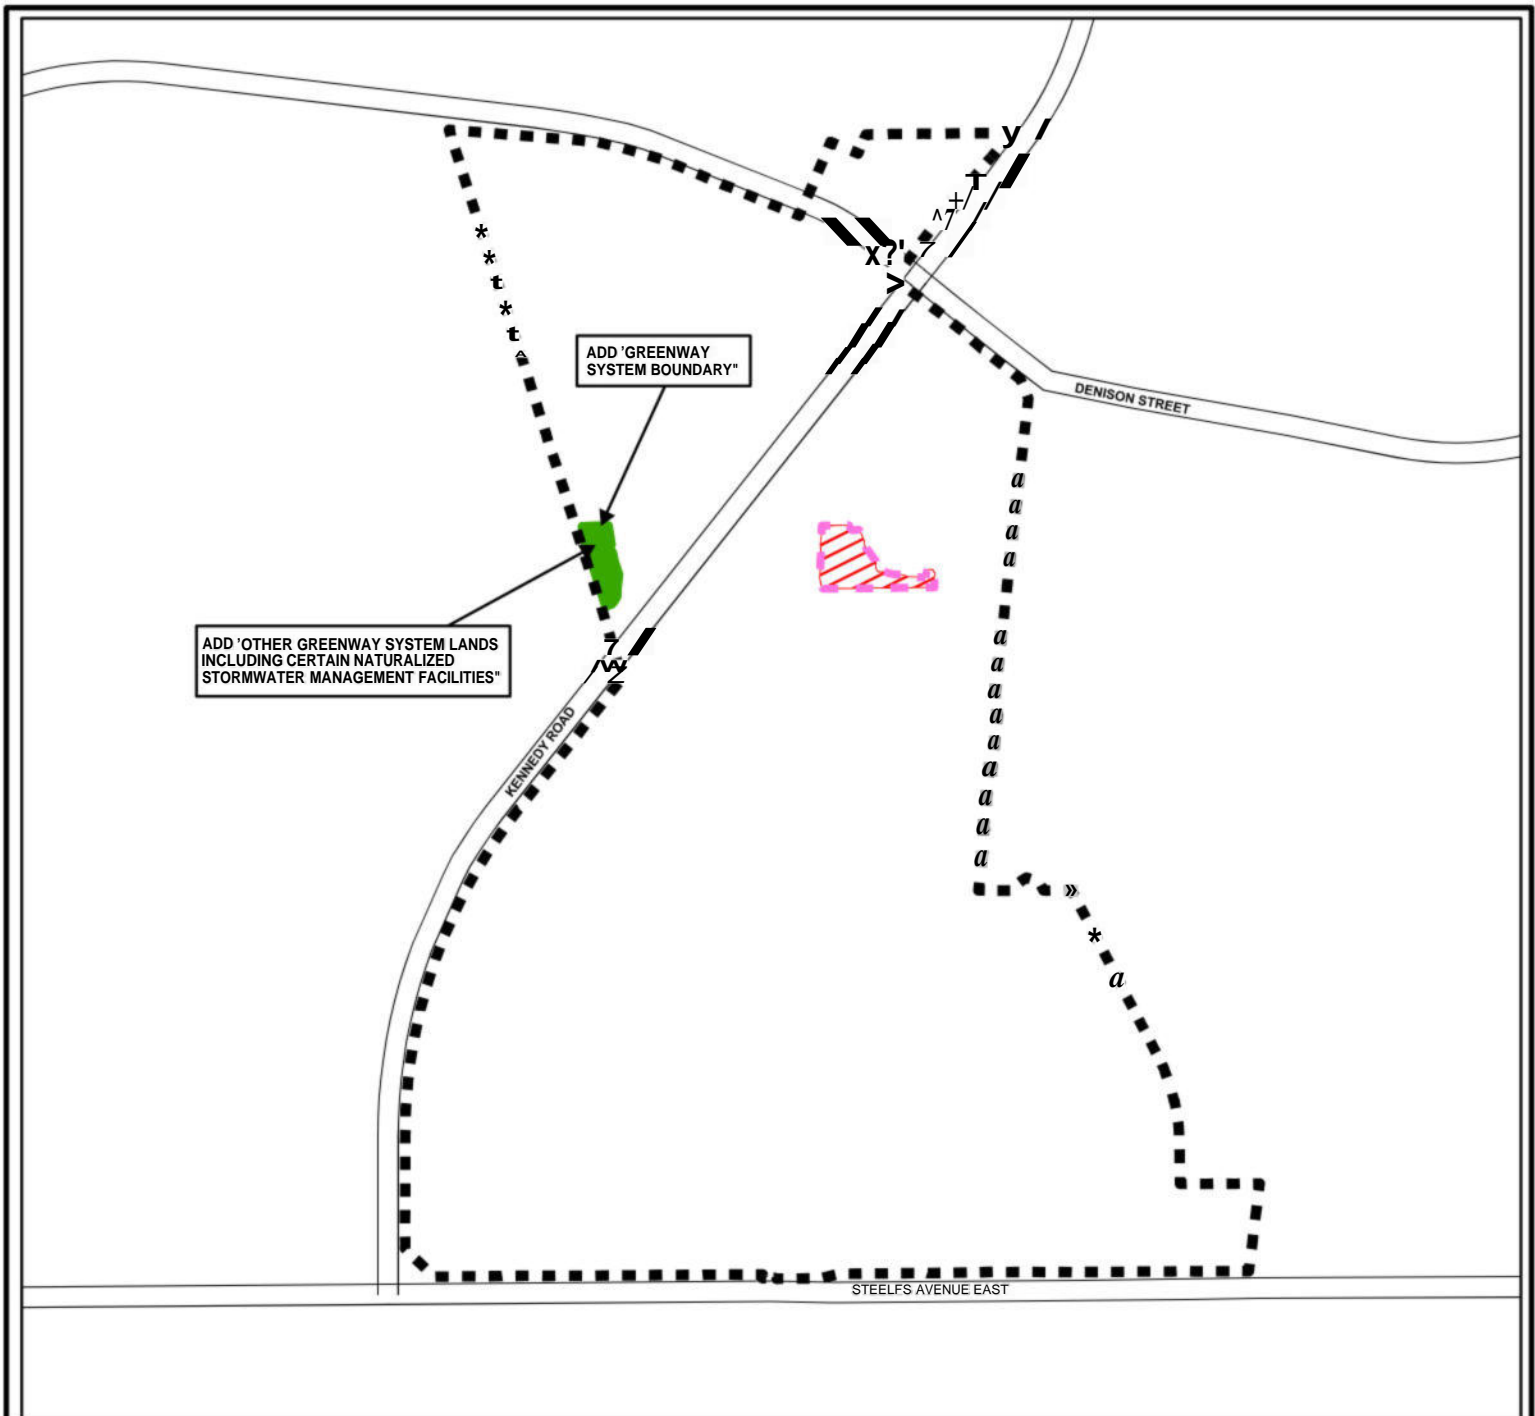 ADD 'GREENWAY
SYSTEM BOUNDARY"
DENISON STREET
ADD 'OTHER GREENWAY SYSTEM LANDS
INCLUDING CERTAIN NATURALIZED
STORMWATER MANAGEMENT FACILITIES"
KENNEDY ROAD
STEELFS AVENUE EAST